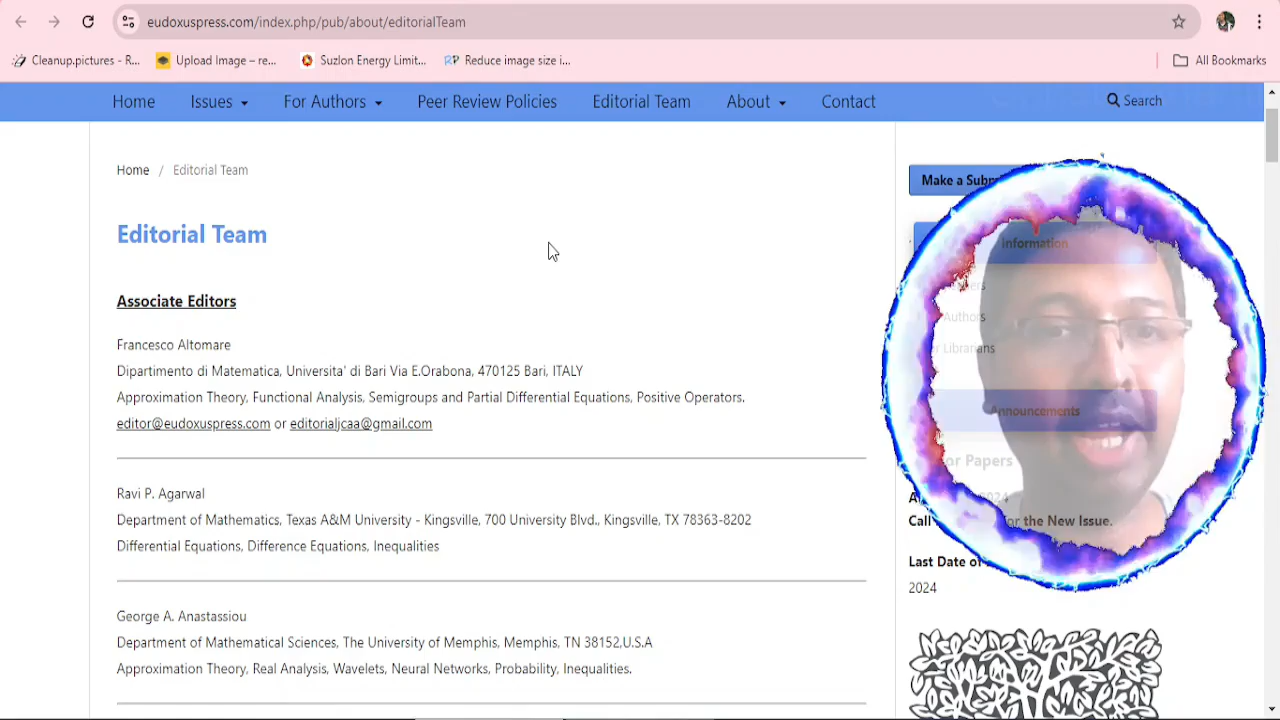 eudoxuspress.com/index.php/pub/about/editorialTeam
Cleanup.pictures - R... Upload Image – re... Suzlon Energy Limit... Reduce image size i... All Bookmarks
Home Issues For Authors Peer Review Policies Editorial Team About Contact Search
Home / Editorial Team
Make a
Editorial Team
Information
Associate Editors
Authors
Francesco Altomare
Librarians
Dipartimento di Matematica, Universita' di Bari Via E.Orabona, 470125 Bari, ITALY
Approximation Theory, Functional Analysis, Semigroups and Partial Differential Equations, Positive Operators.
Announcements
editor@eudoxuspress.com or editorialjcaa@gmail.com
Papers
Ravi P. Agarwal
2024
Department of Mathematics, Texas A&M University - Kingsville, 700 University Blvd., Kingsville, TX 78363-8202
Call for the New Issue.
Differential Equations, Difference Equations, Inequalities
Last Date of
2024
George A. Anastassiou
Department of Mathematical Sciences, The University of Memphis, Memphis, TN 38152,U.S.A
Approximation Theory, Real Analysis, Wavelets, Neural Networks, Probability, Inequalities.